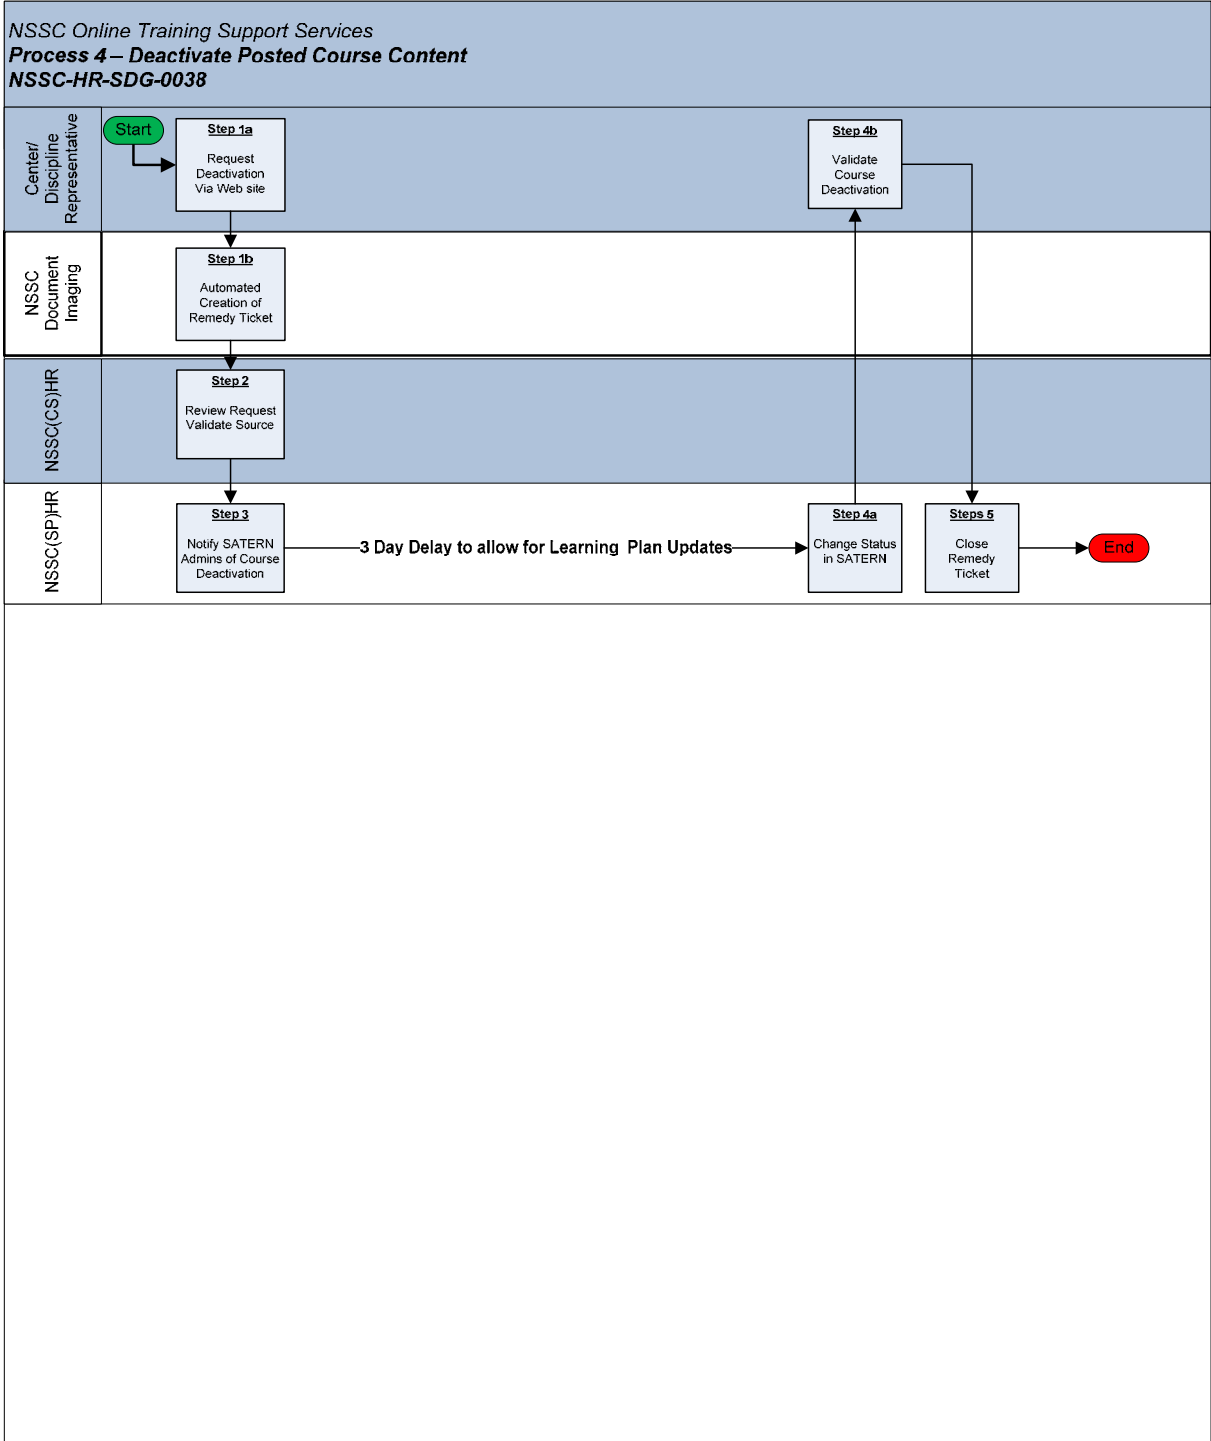 NSSC Online Training Support Services
Process 4 – Deactivate Posted Course Content
NSSC-HR-SDG-0038
Center/
Discipline
Representative
Start
Step 1a
Request
Deactivation
Via Web site
Step 4b
Validate
Course
Deactivation
NSSC
Document
Imaging
Step 1b
Automated
Creation of
Remedy Ticket
NSSC(CS)HR
Step 2
Review Request
Validate Source
NSSC(SP)HR
Step 3
Notify SATERN
Admins of Course
Deactivation
3 Day Delay to allow for Learning Plan Updates
Step 4a
Change Status
in SATERN
Steps 5
Close
Remedy
Ticket
End